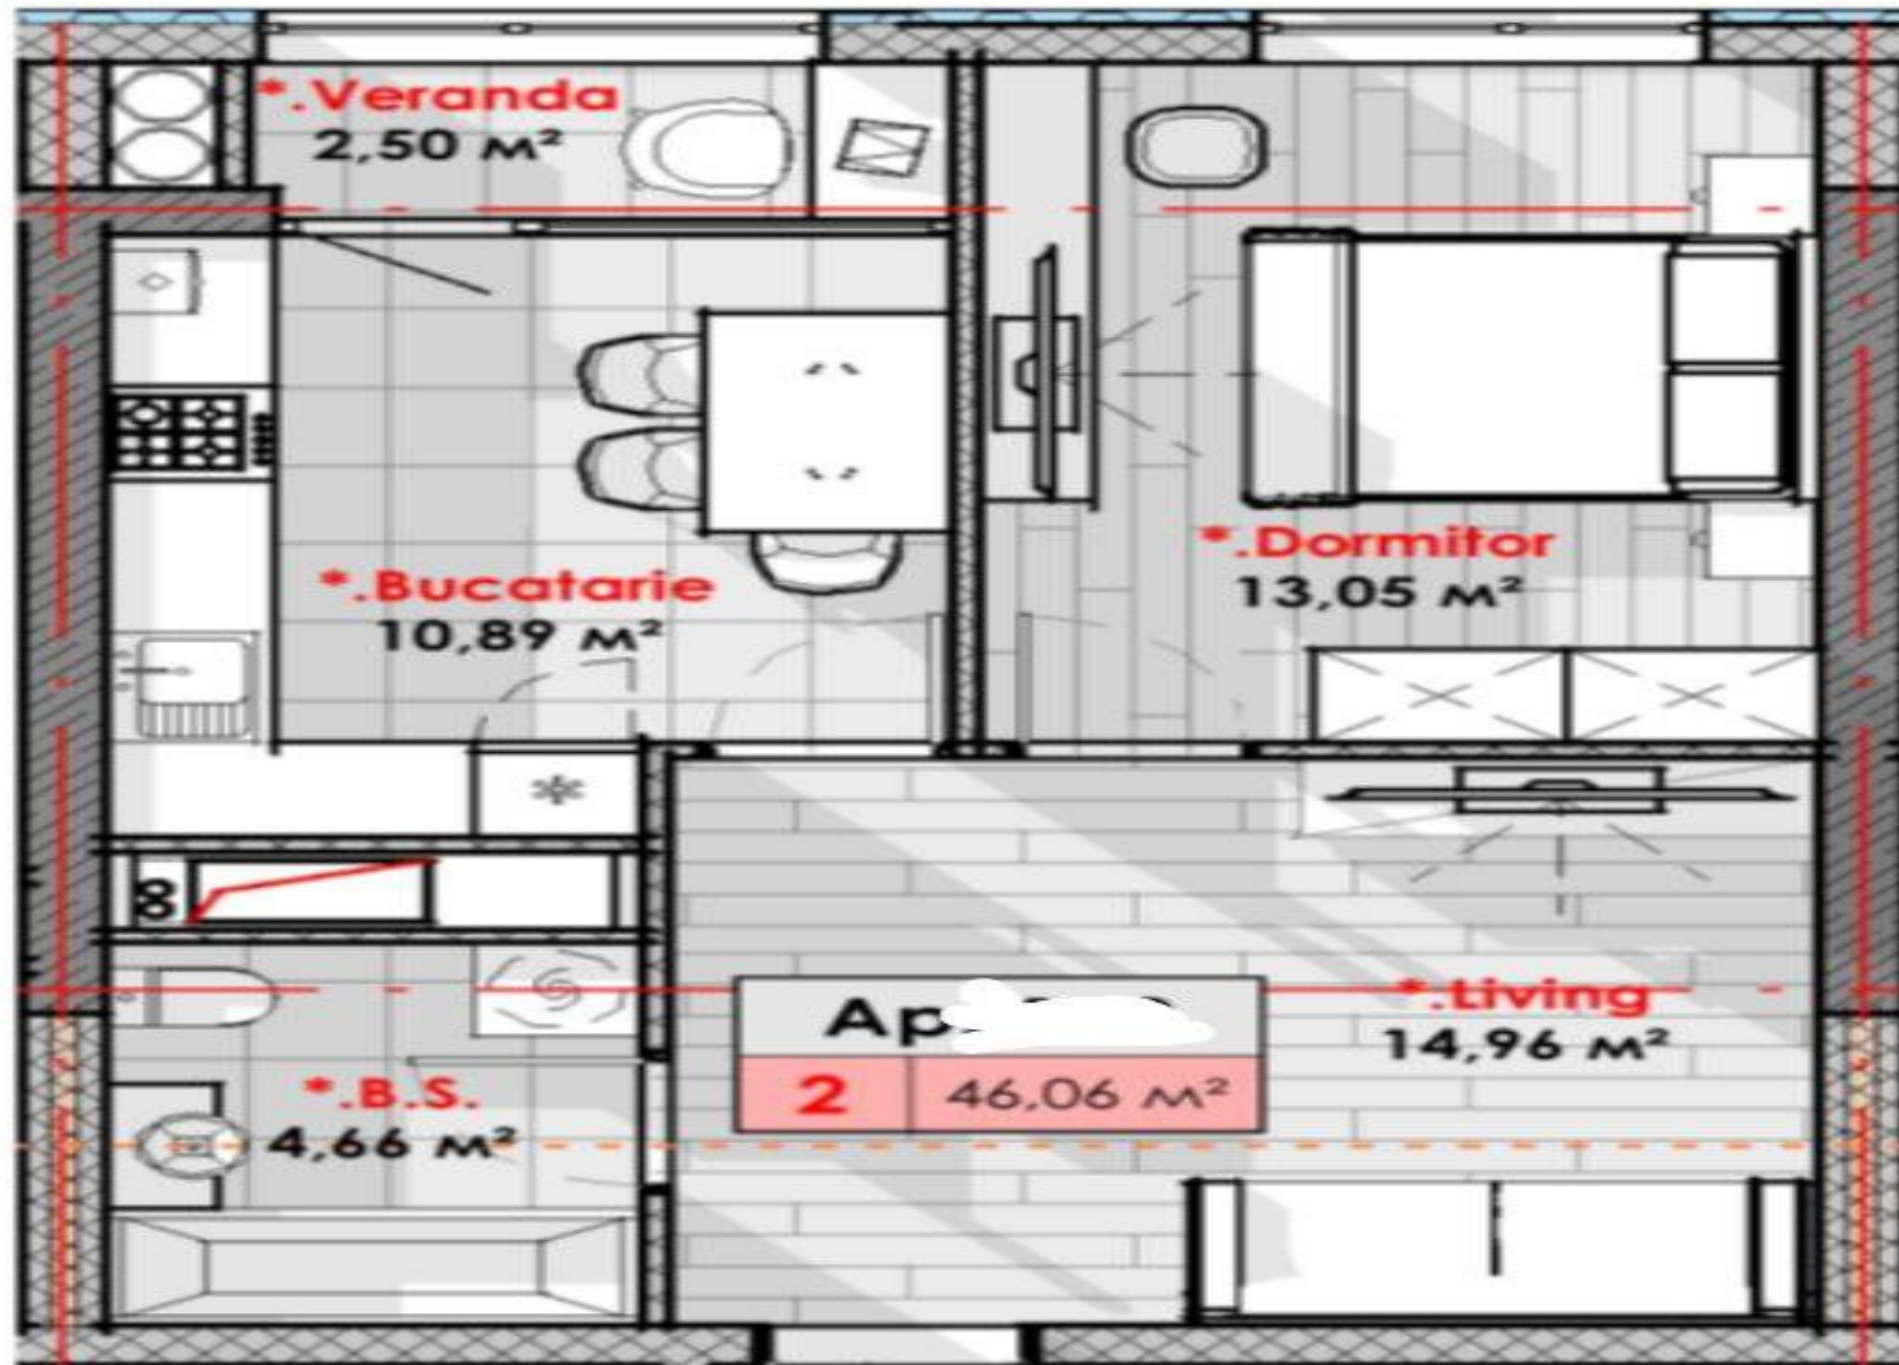 *.Veranda
2,50 м²
*.Dormitor
13,05 м²
*.Bucatarie
10,89 м²
*.Living
14,96 м²
Ap.
2 46,06 м²
*.B.S.
4,66 м²